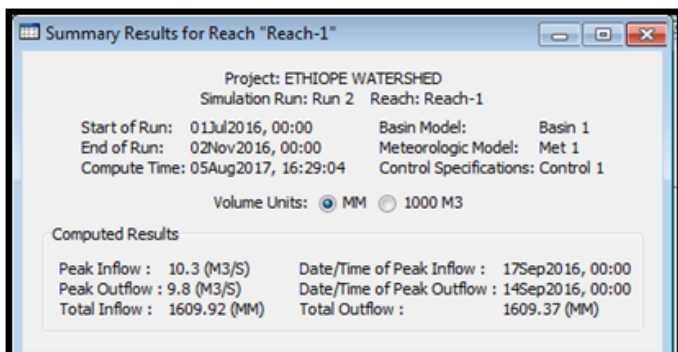 Summary Results for Reach "Reach-1"
Project: ETHIOPE WATERSHED
Simulation Run: Run 2 Reach: Reach-1
Start of Run: 01Jul2016, 00:00 Basin Model: Basin 1
End of Run: 02Nov2016, 00:00 Meteorologic Model: Met 1
Compute Time: 05Aug2017, 16:29:04 Control Specifications: Control 1
Volume Units: MM 1000 M3
Computed Results
Peak Inflow : 10.3 (M3/S) Date/Time of Peak Inflow : 17Sep2016, 00:00
Peak Outflow : 9.8 (M3/S) Date/Time of Peak Outflow : 14Sep2016, 00:00
Total Inflow : 1609.92 (MM) Total Outflow : 1609.37 (MM)